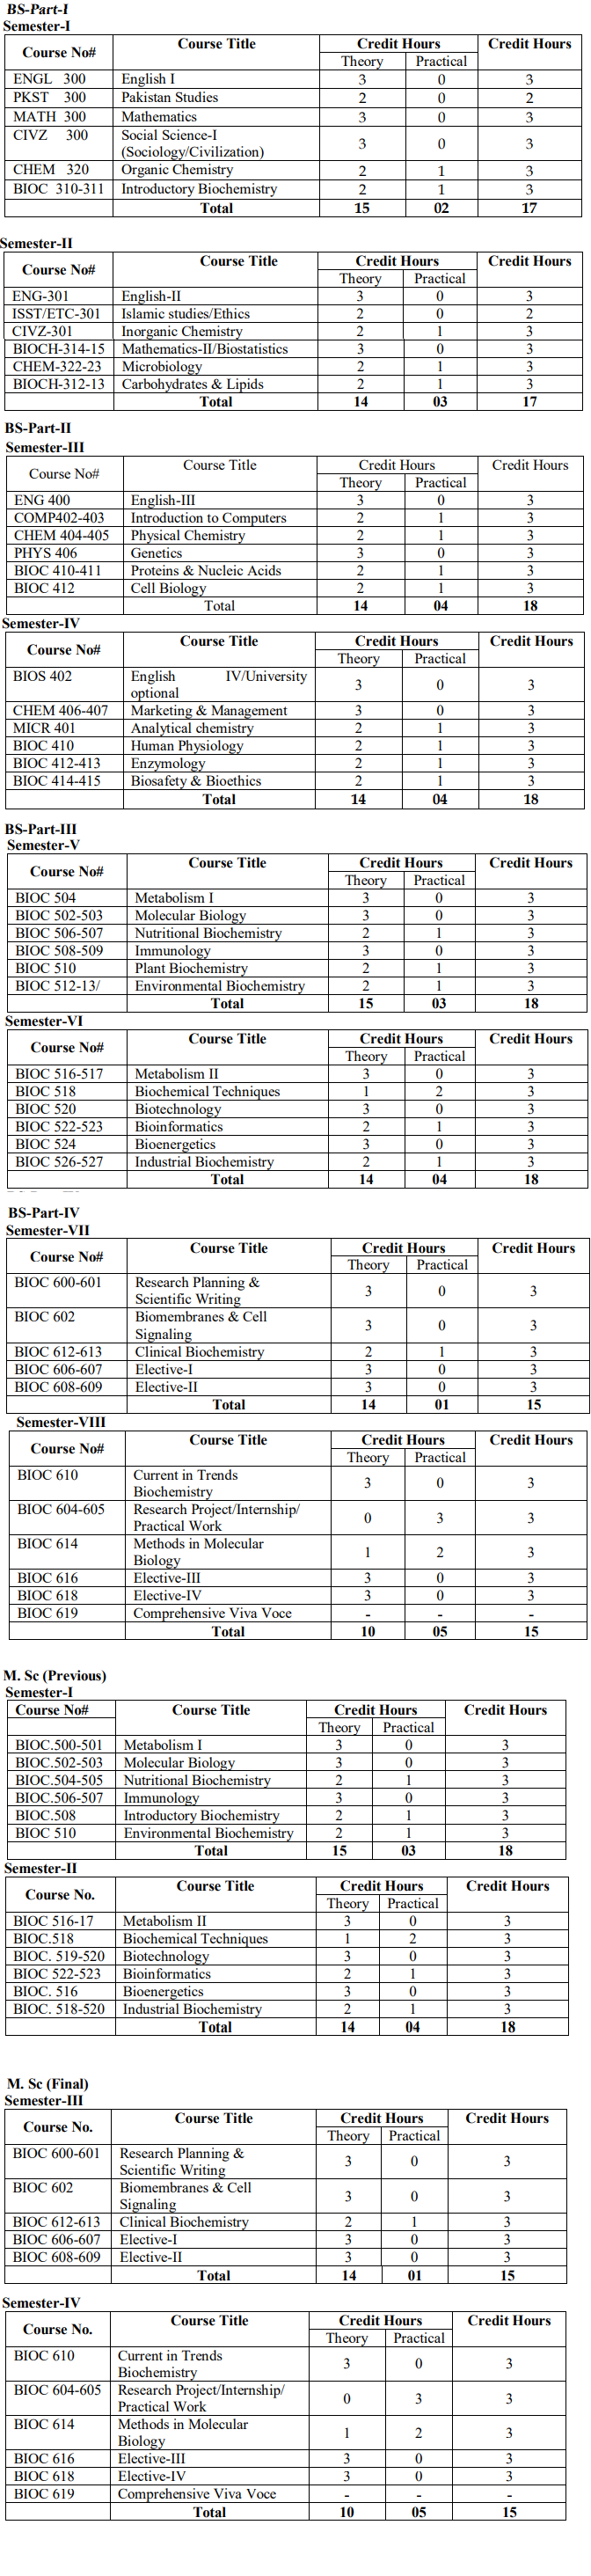 BS-Part-I
Semester-I
Course No# Course Title Credit Hours Credit Hours
Theory Practical
ENGL 300 English I 3 0 3
PKST 300 Pakistan Studies 2 0 2
MATH 300 Mathematics 3 0 3
CIVZ 300 Social Science-I
(Sociology/Civilization) 3 0 3
CHEM 320 Organic Chemistry 2 1 3
BIOC 310-311 Introductory Biochemistry 2 1 3
Total 15 02 17
Semester-II
Course No# Course Title Credit Hours Credit Hours
Theory Practical
ENG-301 English-II 3 0 3
ISST/ETC-301 Islamic studies/Ethics 2 0 2
CIVZ-301 Inorganic Chemistry 2 1 3
BIOCH-314-15 Mathematics-II/Biostatistics 3 0 3
CHEM-322-23 Microbiology 2 1 3
BIOCH-312-13 Carbohydrates & Lipids 2 1 3
Total 14 03 17
BS-Part-II
Semester-III
Course No# Course Title Credit Hours Credit Hours
Theory Practical
ENG 400 English-III 3 0 3
COMP402-403 Introduction to Computers 2 1 3
CHEM 404-405 Physical Chemistry 2 1 3
PHYS 406 Genetics 3 0 3
BIOC 410-411 Proteins & Nucleic Acids 2 1 3
BIOC 412 Cell Biology 2 1 3
Total 14 04 18
Semester-IV
Course No# Course Title Credit Hours Credit Hours
Theory Practical
BIOS 402 English IV/University
optional 3 0 3
CHEM 406-407 Marketing & Management 3 0 3
MICR 401 Analytical chemistry 2 1 3
BIOC 410 Human Physiology 2 1 3
BIOC 412-413 Enzymology 2 1 3
BIOC 414-415 Biosafety & Bioethics 2 1 3
Total 14 04 18
BS-Part-III
Semester-V
Course No# Course Title Credit Hours Credit Hours
Theory Practical
BIOC 504 Metabolism I 3 0 3
BIOC 502-503 Molecular Biology 3 0 3
BIOC 506-507 Nutritional Biochemistry 2 1 3
BIOC 508-509 Immunology 3 0 3
BIOC 510 Plant Biochemistry 2 1 3
BIOC 512-13/ Environmental Biochemistry 2 1 3
Total 15 03 18
Semester-VI
Course No# Course Title Credit Hours Credit Hours
Theory Practical
BIOC 516-517 Metabolism II 3 0 3
BIOC 518 Biochemical Techniques 1 2 3
BIOC 520 Biotechnology 3 0 3
BIOC 522-523 Bioinformatics 2 1 3
BIOC 524 Bioenergetics 3 0 3
BIOC 526-527 Industrial Biochemistry 2 1 3
Total 14 04 18
BS-Part-IV
Semester-VII
Course No# Course Title Credit Hours Credit Hours
Theory Practical
BIOC 600-601 Research Planning &
Scientific Writing 3 0 3
BIOC 602 Biomembranes & Cell
Signaling 3 0 3
BIOC 612-613 Clinical Biochemistry 2 1 3
BIOC 606-607 Elective-I 3 0 3
BIOC 608-609 Elective-II 3 0 3
Total 14 01 15
Semester-VIII
Course No# Course Title Credit Hours Credit Hours
Theory Practical
BIOC 610 Current in Trends
Biochemistry 3 0 3
BIOC 604-605 Research Project/Internship/
Practical Work 0 3 3
BIOC 614 Methods in Molecular
Biology 1 2 3
BIOC 616 Elective-III 3 0 3
BIOC 618 Elective-IV 3 0 3
BIOC 619 Comprehensive Viva Voce - - -
Total 10 05 15
M. Sc (Previous)
Semester-I
Course No# Course Title Credit Hours Credit Hours
Theory Practical
BIOC.500-501 Metabolism I 3 0 3
BIOC.502-503 Molecular Biology 3 0 3
BIOC.504-505 Nutritional Biochemistry 2 1 3
BIOC.506-507 Immunology 3 0 3
BIOC.508 Introductory Biochemistry 2 1 3
BIOC 510 Environmental Biochemistry 2 1 3
Total 15 03 18
Semester-II
Course No. Course Title Credit Hours Credit Hours
Theory Practical
BIOC 516-17 Metabolism II 3 0 3
BIOC.518 Biochemical Techniques 1 2 3
BIOC. 519-520 Biotechnology 3 0 3
BIOC 522-523 Bioinformatics 2 1 3
BIOC. 516 Bioenergetics 3 0 3
BIOC. 518-520 Industrial Biochemistry 2 1 3
Total 14 04 18
M. Sc (Final)
Semester-III
Course No. Course Title Credit Hours Credit Hours
Theory Practical
BIOC 600-601 Research Planning &
Scientific Writing 3 0 3
BIOC 602 Biomembranes & Cell
Signaling 3 0 3
BIOC 612-613 Clinical Biochemistry 2 1 3
BIOC 606-607 Elective-I 3 0 3
BIOC 608-609 Elective-II 3 0 3
Total 14 01 15
Semester-IV
Course No. Course Title Credit Hours Credit Hours
Theory Practical
BIOC 610 Current in Trends
Biochemistry 3 0 3
BIOC 604-605 Research Project/Internship/
Practical Work 0 3 3
BIOC 614 Methods in Molecular
Biology 1 2 3
BIOC 616 Elective-III 3 0 3
BIOC 618 Elective-IV 3 0 3
BIOC 619 Comprehensive Viva Voce - - -
Total 10 05 15